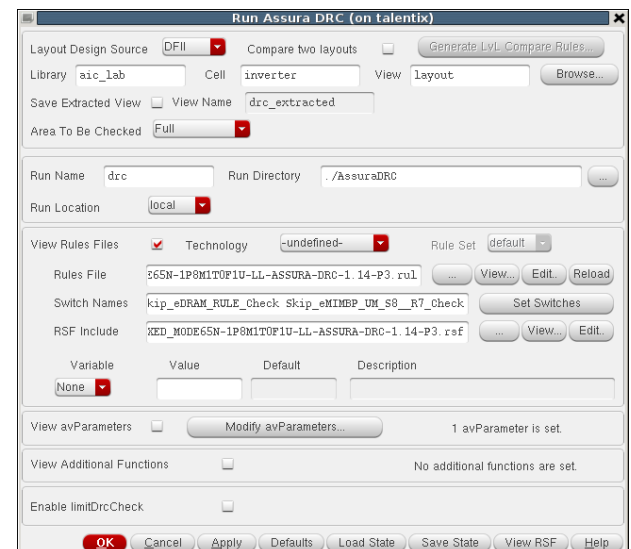 Run Assura DRC (on talentix)
Layout Design Source DFII Compare two layouts Generate LvL Compare Rules...
Library aic_lab Cell inverter View layout Browse...
Save Extracted View View Name drc_extracted
Area To Be Checked Full
Run Name drc Run Directory ./AssuraDRC ...
Run Location local
View Rules Files Technology -undefined- Rule Set default
Rules File E65N-1P8M1T0F1U-LL-ASSURA-DRC-1.14-P3.rul ... View... Edit.. Reload
Switch Names kip_eDRAM_RULE_Check Skip_eMIMBP_UM_S8__R7_Check Set Switches
RSF Include XED_MODE65N-1P8M1T0F1U-LL-ASSURA-DRC-1.14-P3.rsf ... View... Edit..
Variable Value Default Description
None
View avParameters Modify avParameters... 1 avParameter is set.
View Additional Functions No additional functions are set.
Enable limitDrcCheck
OK Cancel Apply Defaults Load State Save State View RSF Help